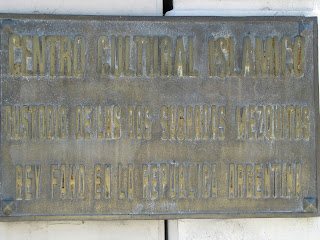 CENTRO CULTURAL ISLAMICO
CUSTODIO DE LAS DOS SAGRADAS MEZQUITAS
REY FAHD EN LA REPUBLICA ARGENTINA